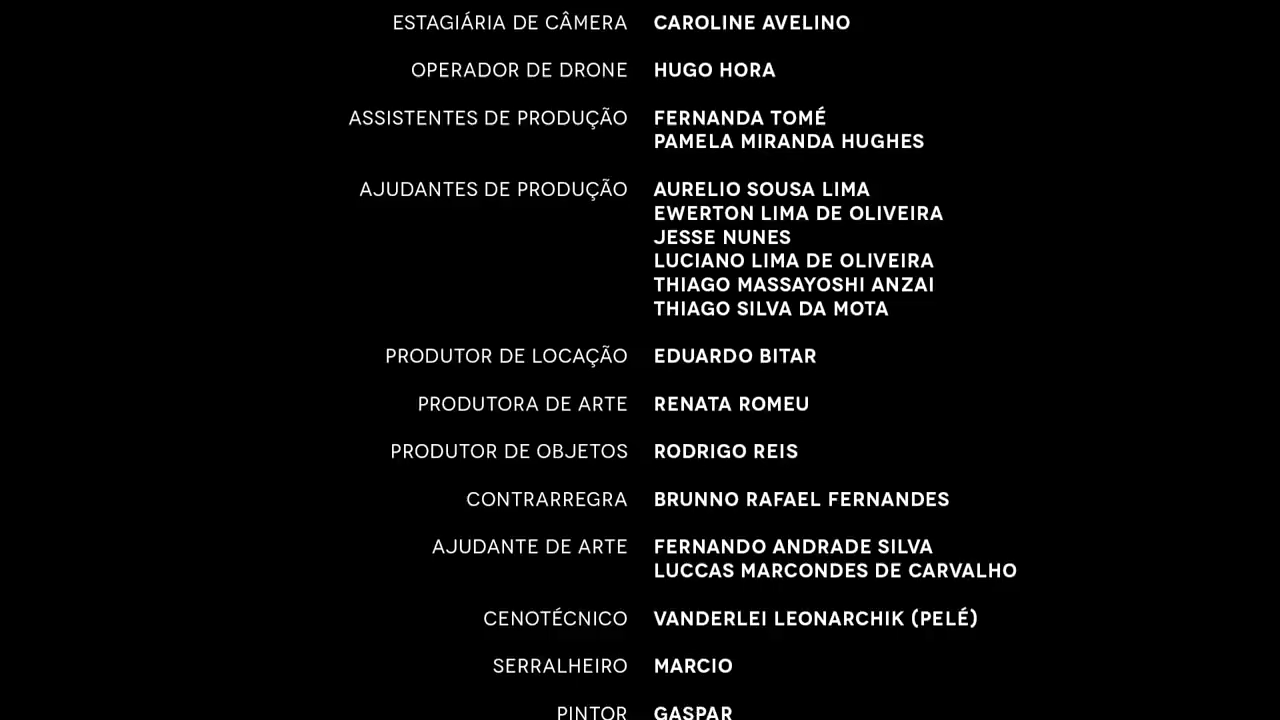 ESTAGIÁRIA DE CÂMERA CAROLINE AVELINO
OPERADOR DE DRONE HUGO HORA
ASSISTENTES DE PRODUÇÃO FERNANDA TOMÉ
PAMELA MIRANDA HUGHES
AJUDANTES DE PRODUÇÃO AURELIO SOUSA LIMA
EWERTON LIMA DE OLIVEIRA
JESSE NUNES
LUCIANO LIMA DE OLIVEIRA
THIAGO MASSAYOSHI ANZAI
THIAGO SILVA DA MOTA
PRODUTOR DE LOCAÇÃO EDUARDO BITAR
PRODUTORA DE ARTE RENATA ROMEU
PRODUTOR DE OBJETOS RODRIGO REIS
CONTRARREGRA BRUNNO RAFAEL FERNANDES
AJUDANTE DE ARTE FERNANDO ANDRADE SILVA
LUCCAS MARCONDES DE CARVALHO
CENOTÉCNICO VANDERLEI LEONARCHIK (PELÉ)
SERRALHEIRO MARCIO
PINTOR GASPAR